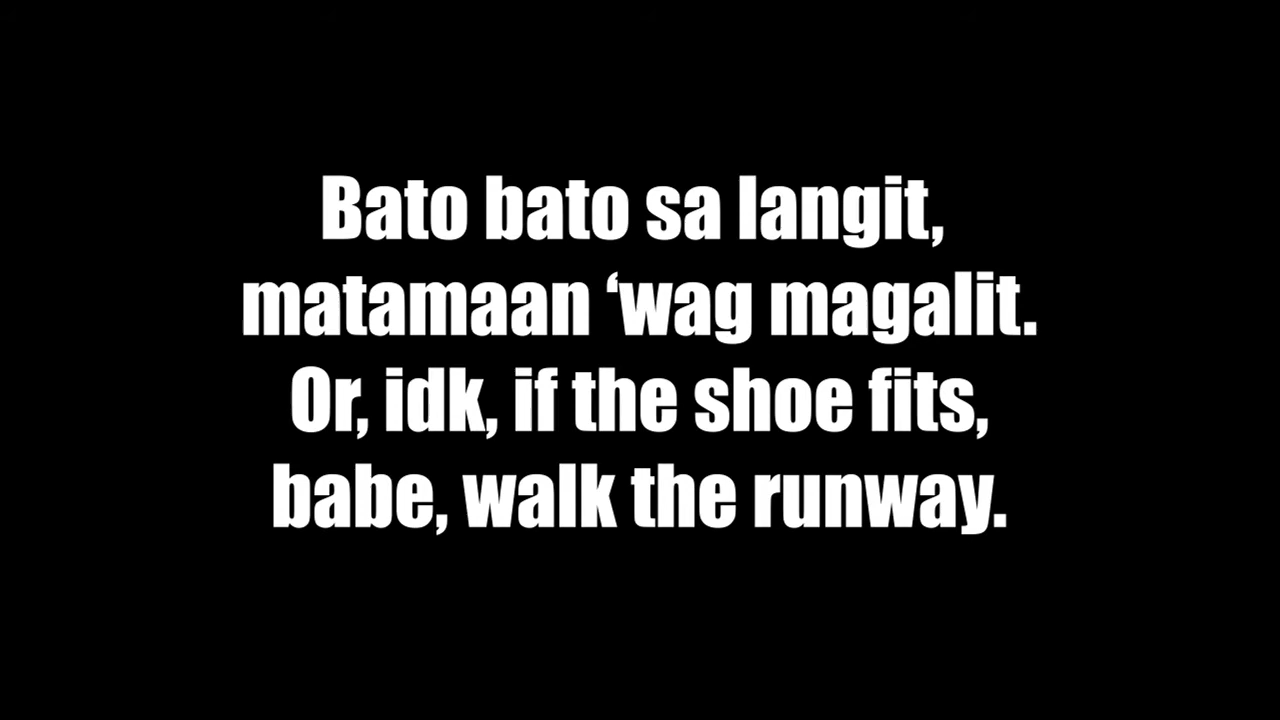 Bato bato sa langit,
matamaan ‘wag magalit.
Or, idk, if the shoe fits,
babe, walk the runway.